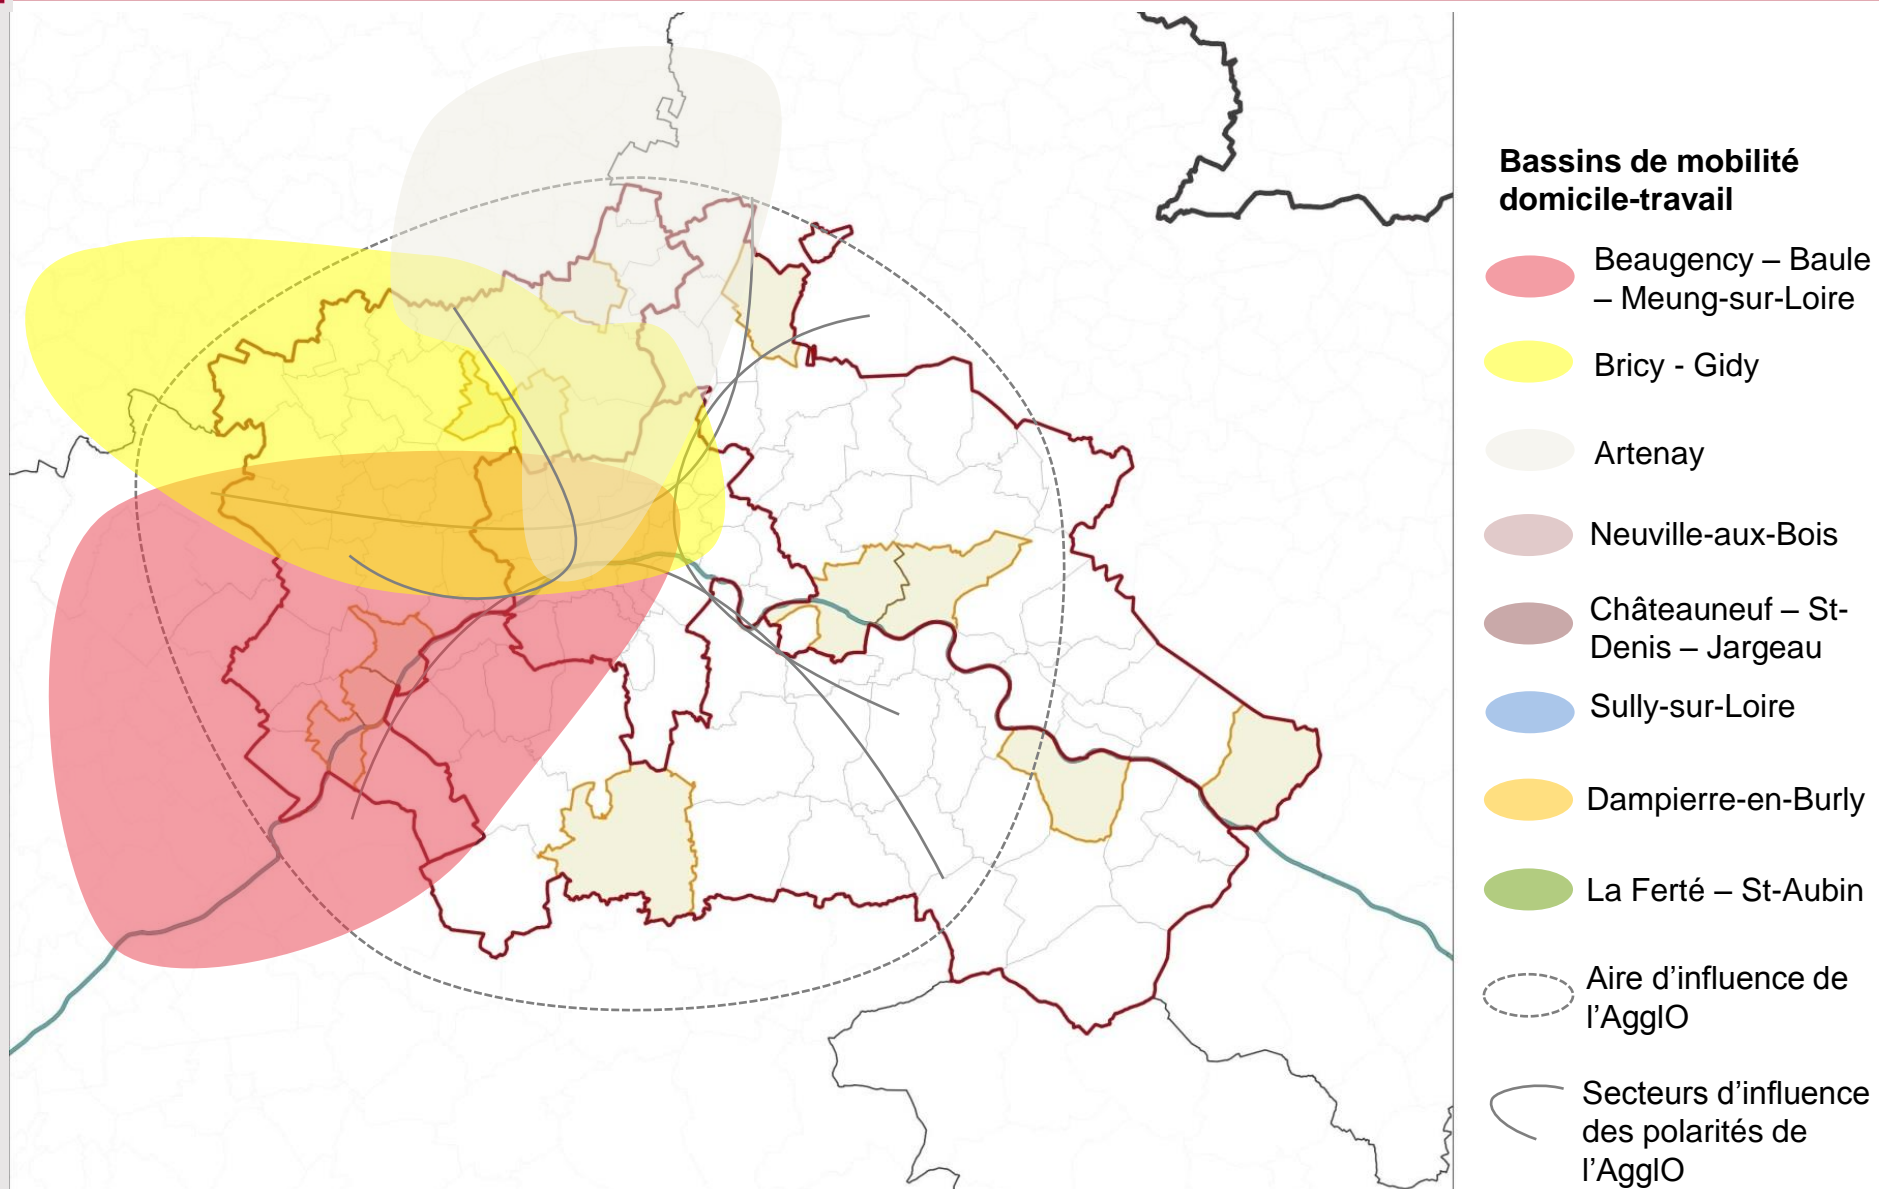 Bassins de mobilité
domicile-travail
Beaugency – Baule
– Meung-sur-Loire
Bricy - Gidy
Artenay
Neuville-aux-Bois
Châteauneuf – St-
Denis – Jargeau
Sully-sur-Loire
Dampierre-en-Burly
La Ferté – St-Aubin
Aire d’influence de
l’AgglO
Secteurs d’influence
des polarités de
l’AgglO